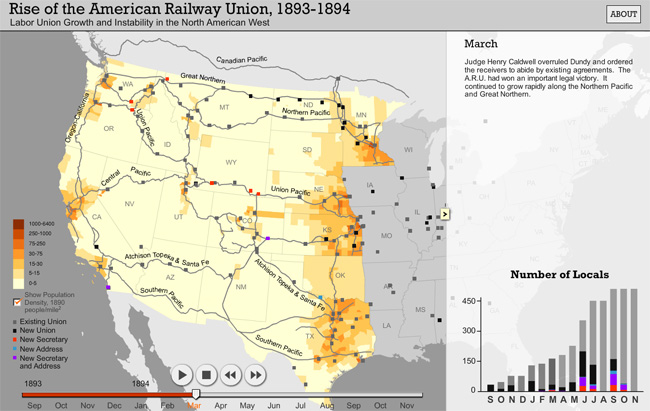 Rise of the American Railway Union, 1893-1894
Labor Union Growth and Instability in the North American West
ABOUT
March
Judge Henry Caldwell overruled Dundy and ordered
the receivers to abide by existing agreements. The
A.R.U. had won an important legal victory. It
continued to grow rapidly along the Northern Pacific
and Great Northern.
Canadian Pacific
Great Northern
WA
MT
ND
MN
Northern Pacific
Oregon-California
OR
Union Pacific
ID
WI
SD
WY
IA
Central Pacific
Union Pacific
NE
NV
UT
CO
IL
CA
KS
MO
Atchison Topeka & Santa Fe
AZ
NM
Atchison Topeka & Santa Fe
OK
AR
Southern Pacific
Southern Pacific
TX
LA
MS
1000-6400
250-1000
75-250
30-75
15-30
5-15
0-5
Show Population
Density, 1890
people/mile²
Existing Union
New Union
New Secretary
New Address
New Secretary
and Address
Number of Locals
450
300
150
0
S O N D J F M A M J J A S O N
1893 1894
Sep Oct Nov Dec Jan Feb Mar Apr May Jun July Aug Sep Oct Nov